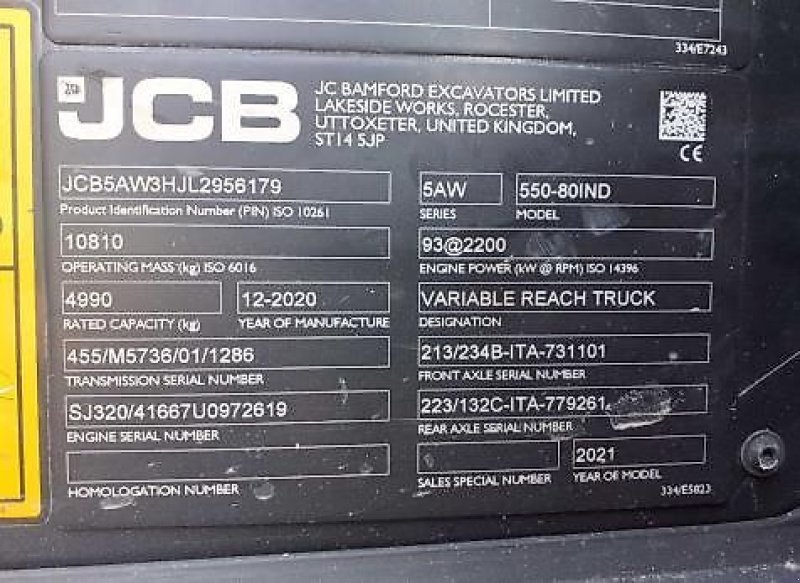 334/E7243
JCB
JC BAMFORD EXCAVATORS LIMITED
LAKESIDE WORKS, ROCESTER,
UTTOXETER, UNITED KINGDOM,
ST14 5JP
CE
JCB5AW3HJL2956179
Product Identification Number (PIN) ISO 10261
5AW
SERIES
550-80IND
MODEL
10810
OPERATING MASS (kg) ISO 6016
93@2200
ENGINE POWER (kW @ RPM) ISO 14396
4990
RATED CAPACITY (kg)
12-2020
YEAR OF MANUFACTURE
VARIABLE REACH TRUCK
DESIGNATION
455/M5736/01/1286
TRANSMISSION SERIAL NUMBER
213/234B-ITA-731101
FRONT AXLE SERIAL NUMBER
SJ320/41667U0972619
ENGINE SERIAL NUMBER
223/132C-ITA-779261
REAR AXLE SERIAL NUMBER
HOMOLOGATION NUMBER
SALES SPECIAL NUMBER
2021
YEAR OF MODEL
334/E5823